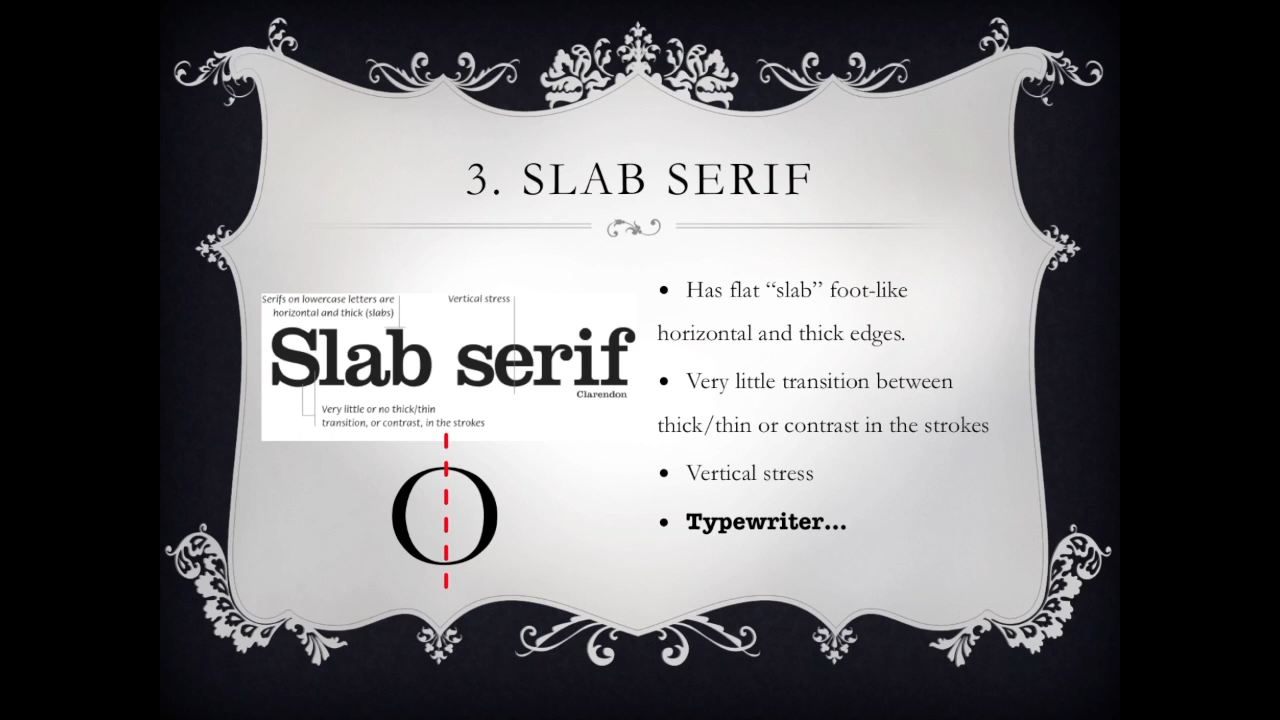 3. SLAB SERIF
Serifs on lowercase letters are
horizontal and thick (slabs)
Vertical stress
Slab serif
Clarendon
Very little or no thick/thin
transition, or contrast, in the strokes
O
• Has flat “slab” foot-like
horizontal and thick edges.
• Very little transition between
thick/thin or contrast in the strokes
• Vertical stress
• Typewriter...